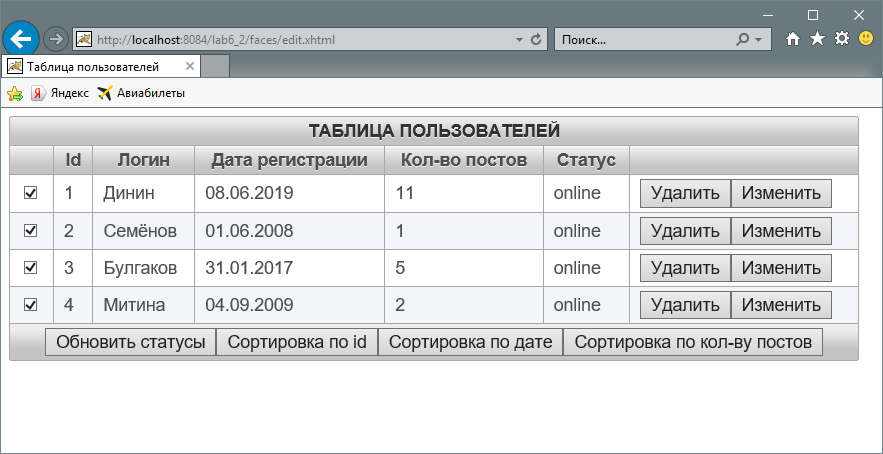 http://localhost:8084/lab6_2/faces/edit.xhtml Поиск...
Таблица пользователей
Яндекс Авиабилеты
ТАБЛИЦА ПОЛЬЗОВАТЕЛЕЙ
Id Логин Дата регистрации Кол-во постов Статус
1 Динин 08.06.2019 11 online Удалить Изменить
2 Семёнов 01.06.2008 1 online Удалить Изменить
3 Булгаков 31.01.2017 5 online Удалить Изменить
4 Митина 04.09.2009 2 online Удалить Изменить
Обновить статусы Сортировка по id Сортировка по дате Сортировка по кол-ву постов